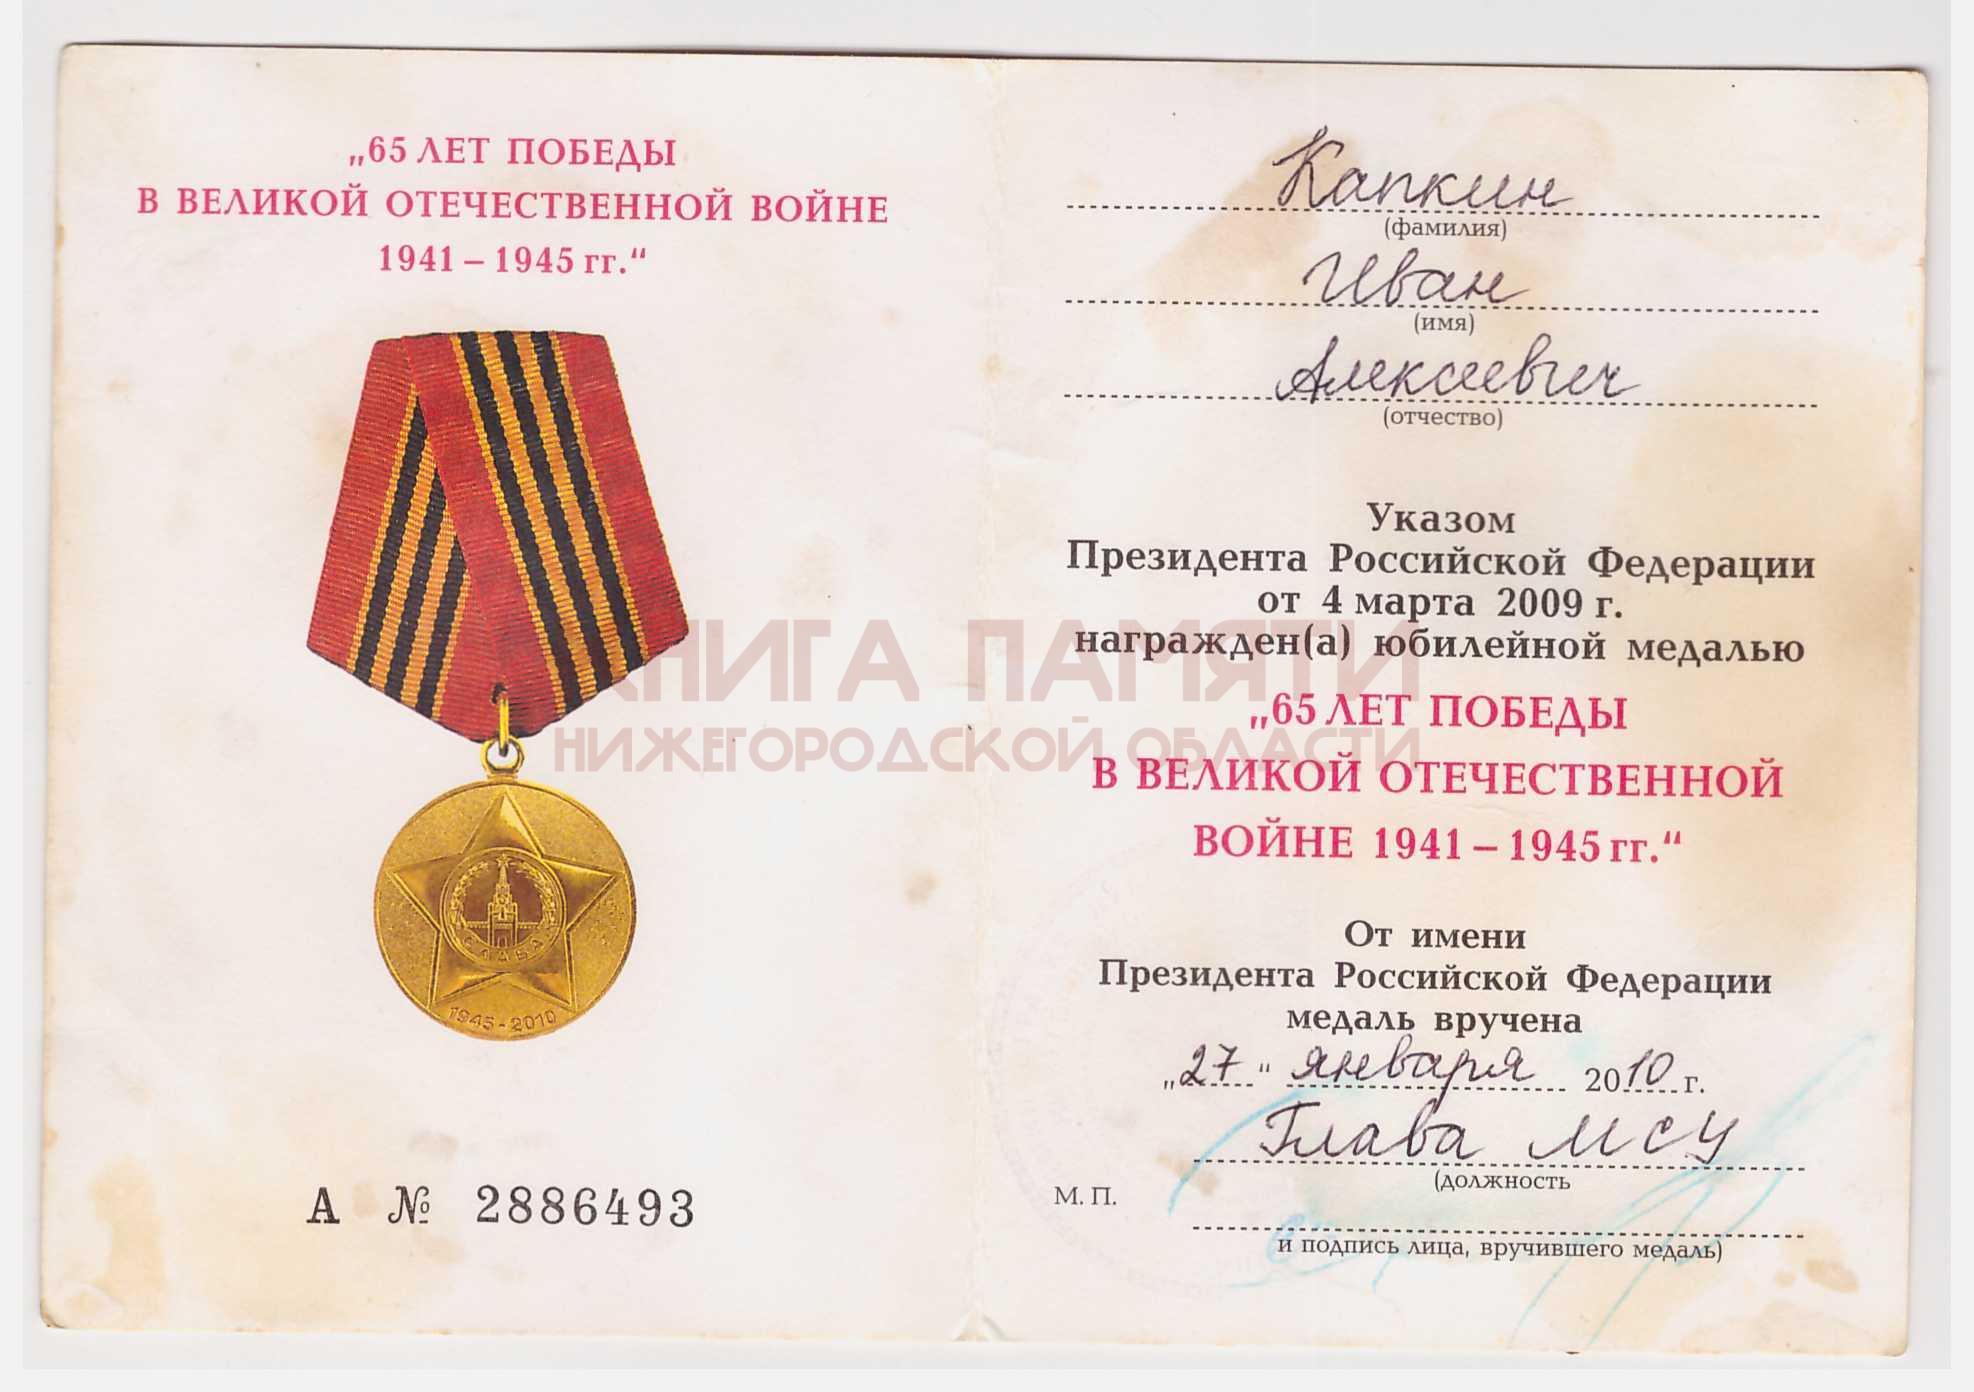 „65 ЛЕТ ПОБЕДЫ
В ВЕЛИКОЙ ОТЕЧЕСТВЕННОЙ ВОЙНЕ
1941 – 1945 гг.“
СЛАВА
1945-2010
А № 2886493
Капкин
(фамилия)
Иван
(имя)
Алексеевич
(отчество)
Указом
Президента Российской Федерации
от 4 марта 2009 г.
награжден(а) юбилейной медалью
„65 ЛЕТ ПОБЕДЫ
В ВЕЛИКОЙ ОТЕЧЕСТВЕННОЙ
ВОЙНЕ 1941 – 1945 гг.“
От имени
Президента Российской Федерации
медаль вручена
„27“ января 2010 г.
Глава МСУ
(должность
М. П.
и подпись лица, вручившего медаль)
КНИГА ПАМЯТИ
НИЖЕГОРОДСКОЙ ОБЛАСТИ